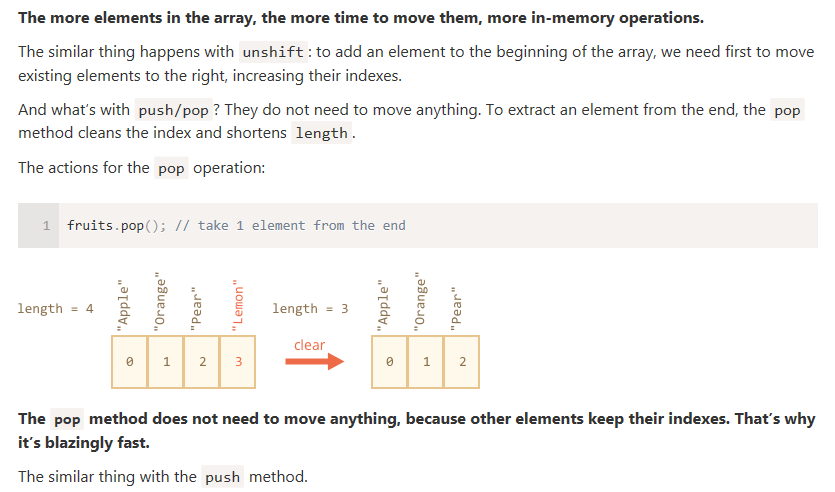 The more elements in the array, the more time to move them, more in-memory operations.
The similar thing happens with unshift: to add an element to the beginning of the array, we need first to move
existing elements to the right, increasing their indexes.
And what's with push/pop? They do not need to move anything. To extract an element from the end, the pop
method cleans the index and shortens length.
The actions for the pop operation:
1 fruits.pop(); // take 1 element from the end
length = 4
"Apple"
"Orange"
"Pear"
"Lemon"
0 1 2 3
clear
length = 3
"Apple"
"Orange"
"Pear"
0 1 2
The pop method does not need to move anything, because other elements keep their indexes. That's why
it's blazingly fast.
The similar thing with the push method.